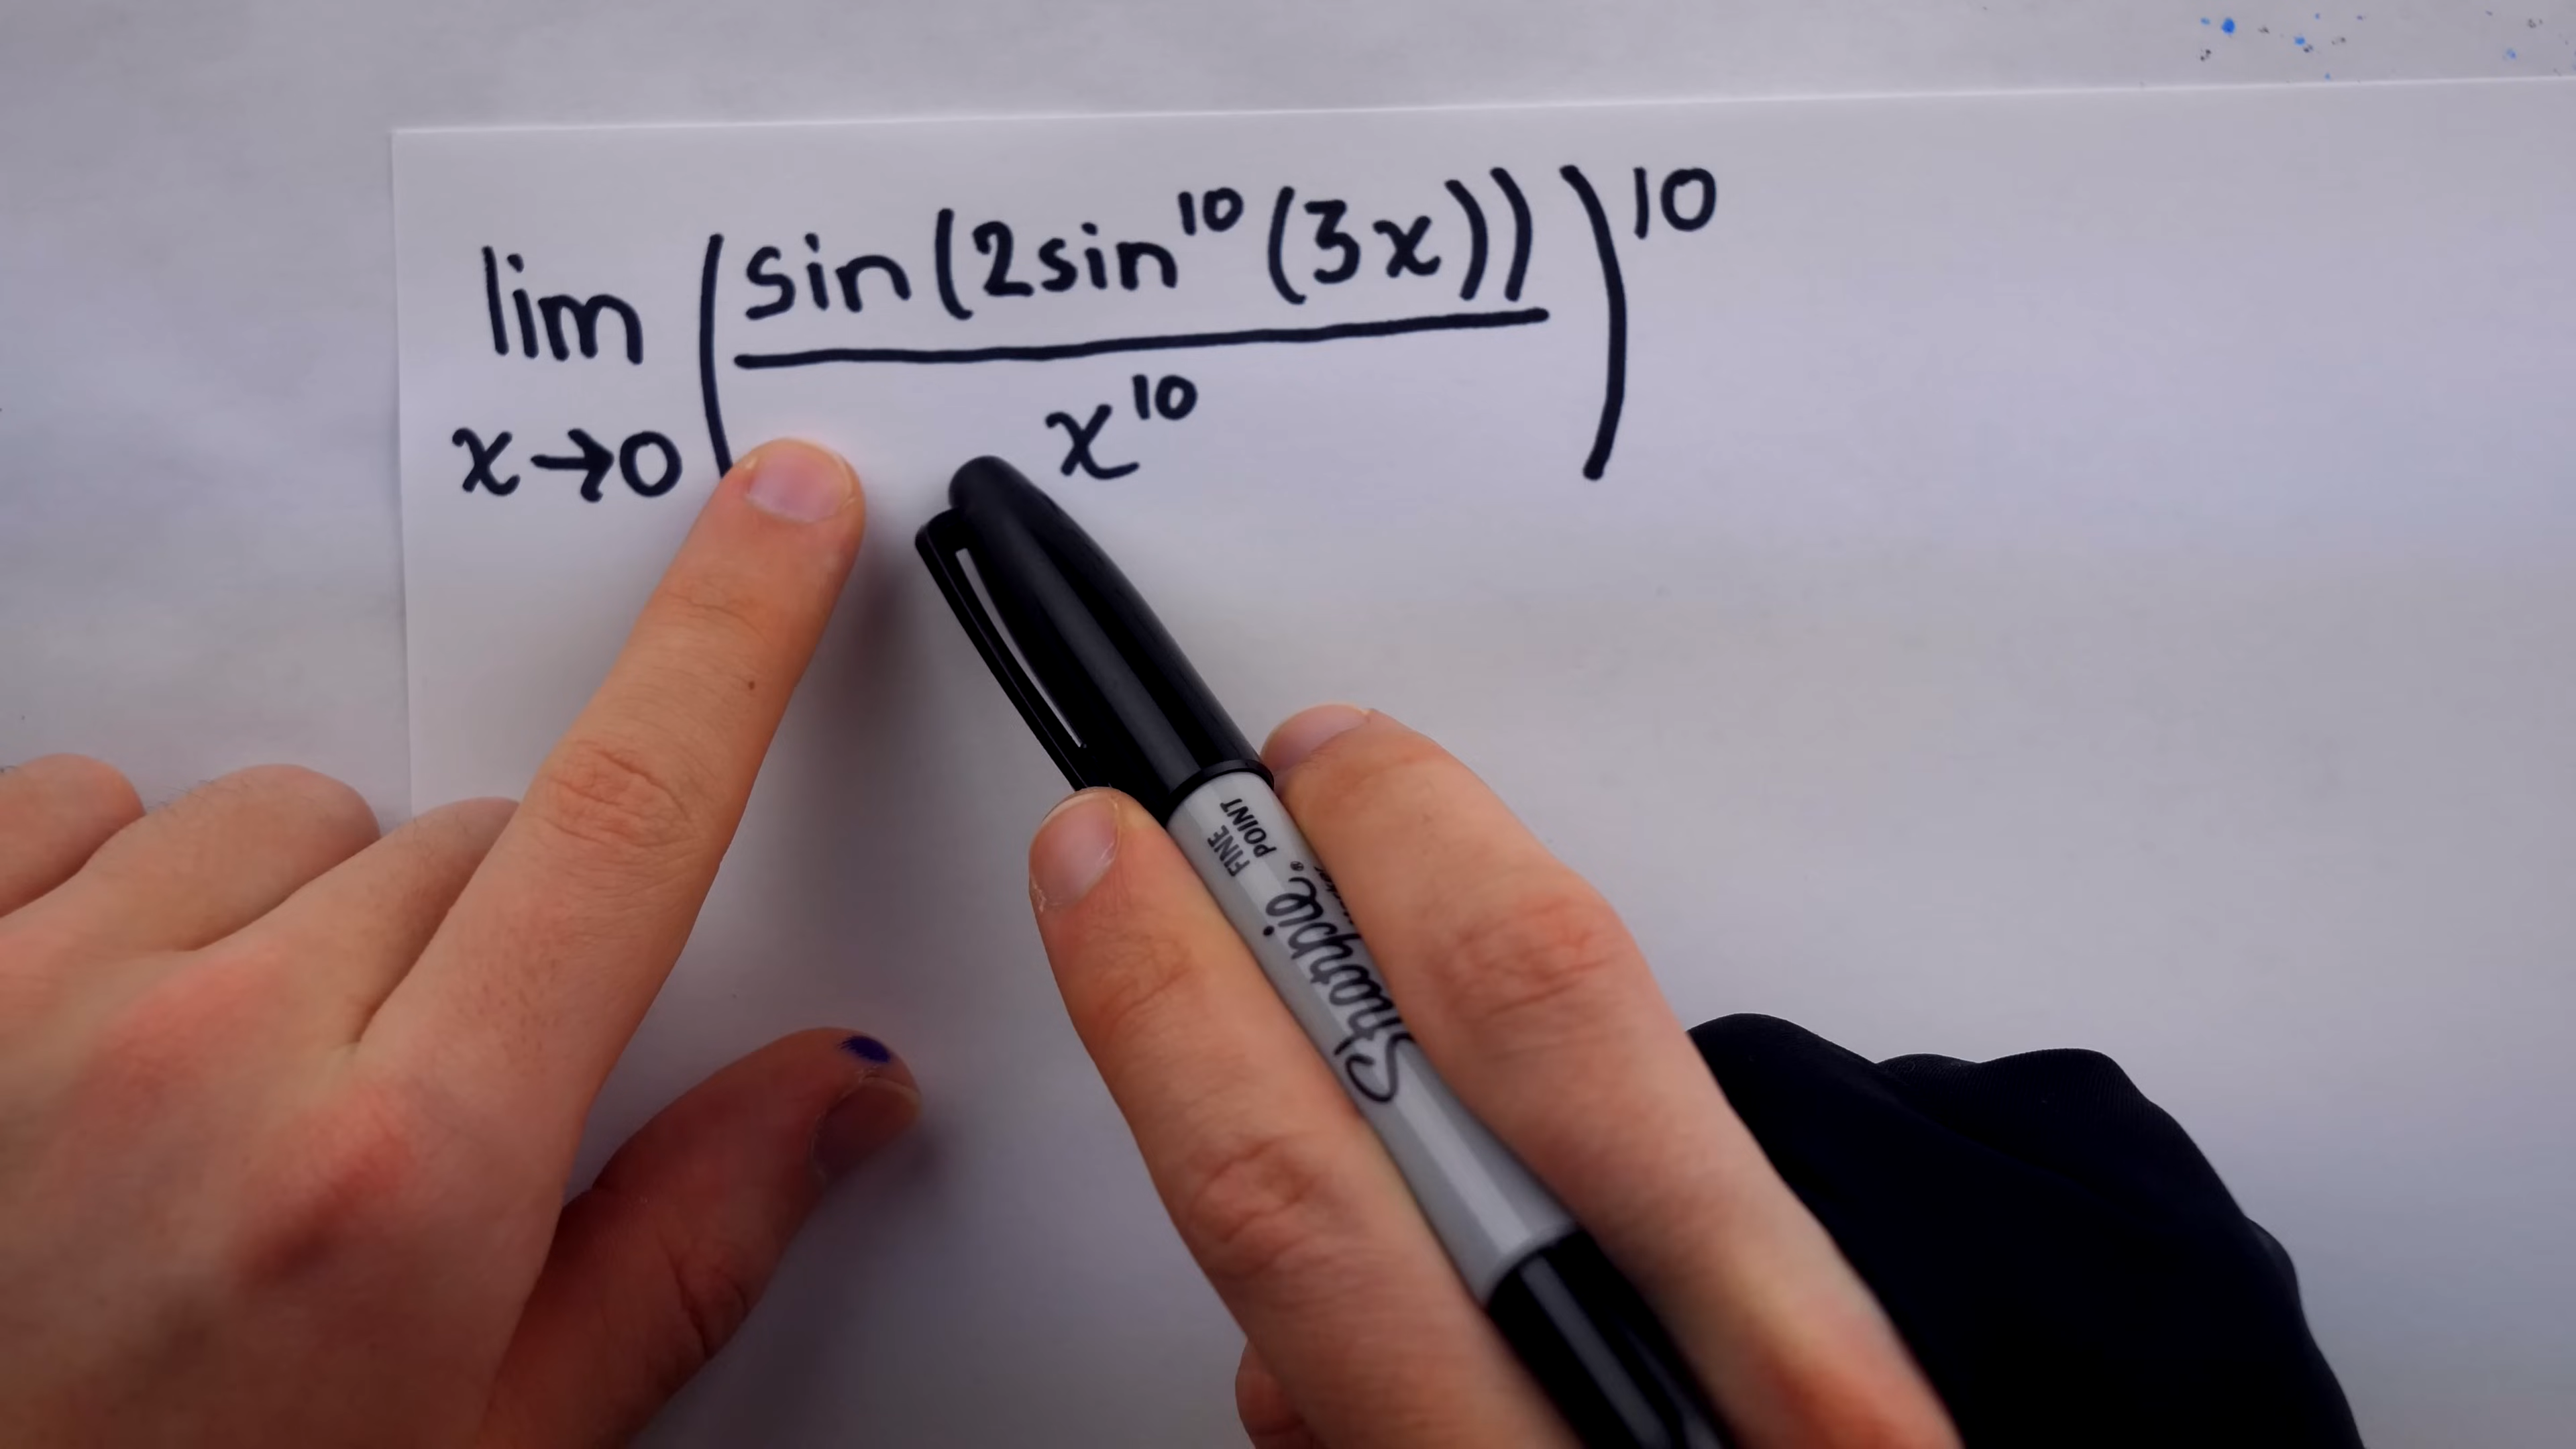 lim ( sin(2sin¹⁰(3x)) / x¹⁰ )¹⁰
x→0
FINE
POINT
Sharpie